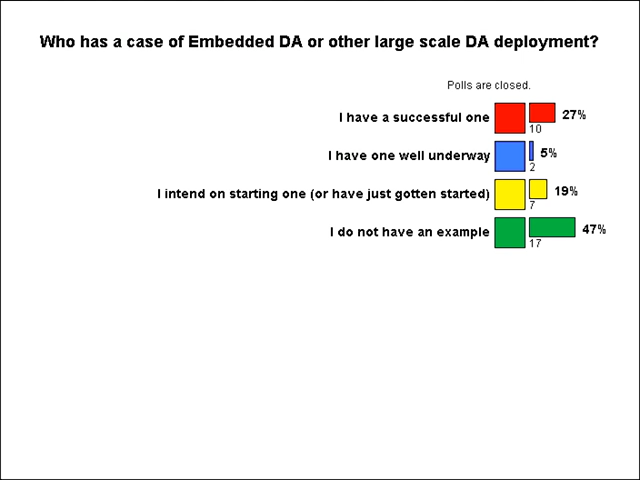 Who has a case of Embedded DA or other large scale DA deployment?
Polls are closed.
I have a successful one 27%
10
I have one well underway 5%
2
I intend on starting one (or have just gotten started) 19%
7
I do not have an example 47%
17